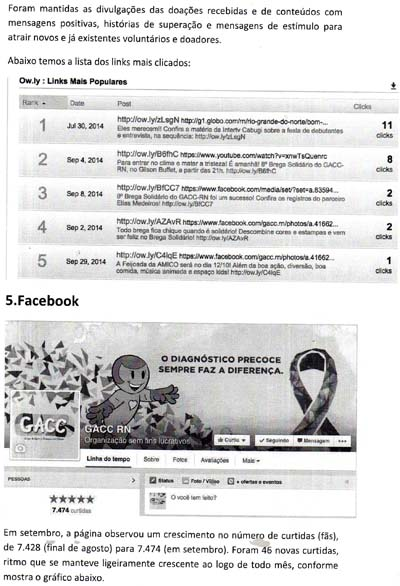 Foram mantidas as divulgações das doações recebidas e de conteúdos com
mensagens positivas, histórias de superação e mensagens de estímulo para
atrair novos e já existentes voluntários e doadores.
Abaixo temos a lista dos links mais clicados:
Ow.ly : Links Mais Populares
Rank Date Post Clicks
1 Jul 30, 2014 http://ow.ly/zLsgN http://g1.globo.com/rn/rio-grande-do-norte/bom-... 11 clicks
Eles merecem!! Confira a matéria da Intertv Cabugi sobre a festa de debutantes
e entrevista, na sequência: http://ow.ly/zLsgN
2 Sep 4, 2014 http://ow.ly/B6fhC https://www.youtube.com/watch?v= 8 clicks
Para entrar no clima e matar a tristeza! É amanhã!! 8º Brega Solidário do GACC-
RN, no Gilson Buffet, a partir das 21h. http://ow.ly/B6fhC
3 Sep 8, 2014 http://ow.ly/BfCC7 https://www.facebook.com/media/set/?set=a.83594... 2 clicks
8º Brega Solidário do GACC-RN foi um sucesso! Confira os registros do parceiro
Elias Medeiros! http://ow.ly/BfCC7
4 Sep 2, 2014 http://ow.ly/AZAvR https://www.facebook.com/gacc.rn/photos/a.41662... 2 clicks
Todo brega fica chique quando é solidário! Descombine cores e estampas e vem
ser feliz no Brega Solidário! http://ow.ly/AZAvR
5 Sep 29, 2014 http://ow.ly/C4lqE https://www.facebook.com/gacc.rn/photos/a.41662... 1 clicks
A Feijoada da AMICO será no dia 12/10! Além da boa ação, diversão, boa
comida, música animada e espaço kids! http://ow.ly/C4lqE
5.Facebook
O DIAGNÓSTICO PRECOCE
SEMPRE FAZ A DIFERENÇA.
GACC
GACC RN
Organização sem fins lucrativos
Curtiu Seguindo Mensagem
Linha do tempo Sobre Fotos Avaliações Mais
PESSOAS
Status Foto / Vídeo Ofertas e eventos
O você tem feito?
7.474 curtidas
Em setembro, a página observou um crescimento no número de curtidas (fãs),
de 7.428 (final de agosto) para 7.474 (em setembro). Foram 46 novas curtidas,
ritmo que se manteve ligeiramente crescente ao logo de todo mês, conforme
mostra o gráfico abaixo.